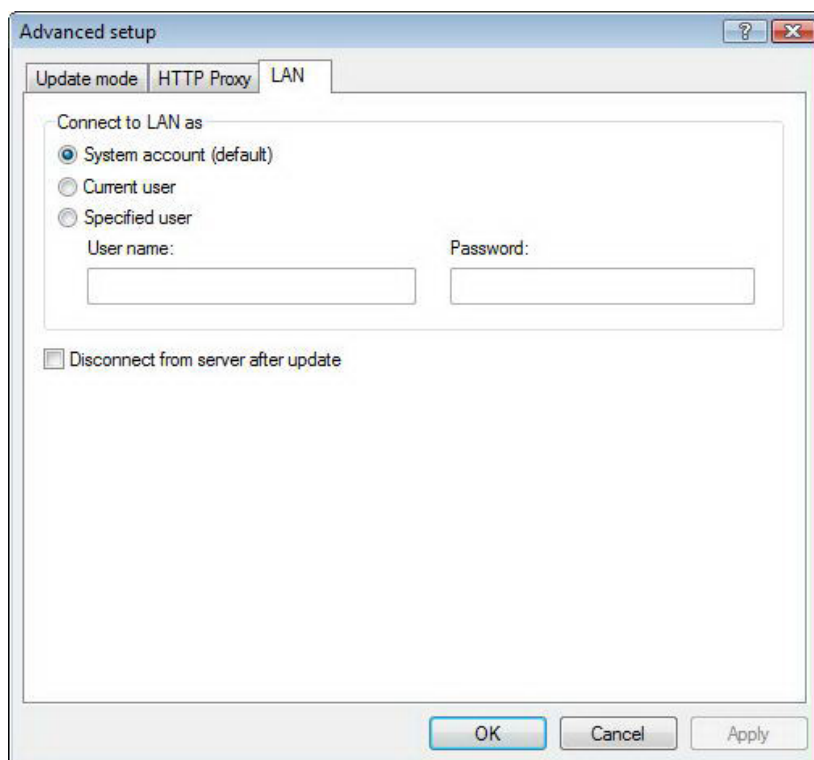 Advanced setup
Update mode HTTP Proxy LAN
Connect to LAN as
System account (default)
Current user
Specified user
User name: Password:
Disconnect from server after update
OK Cancel Apply